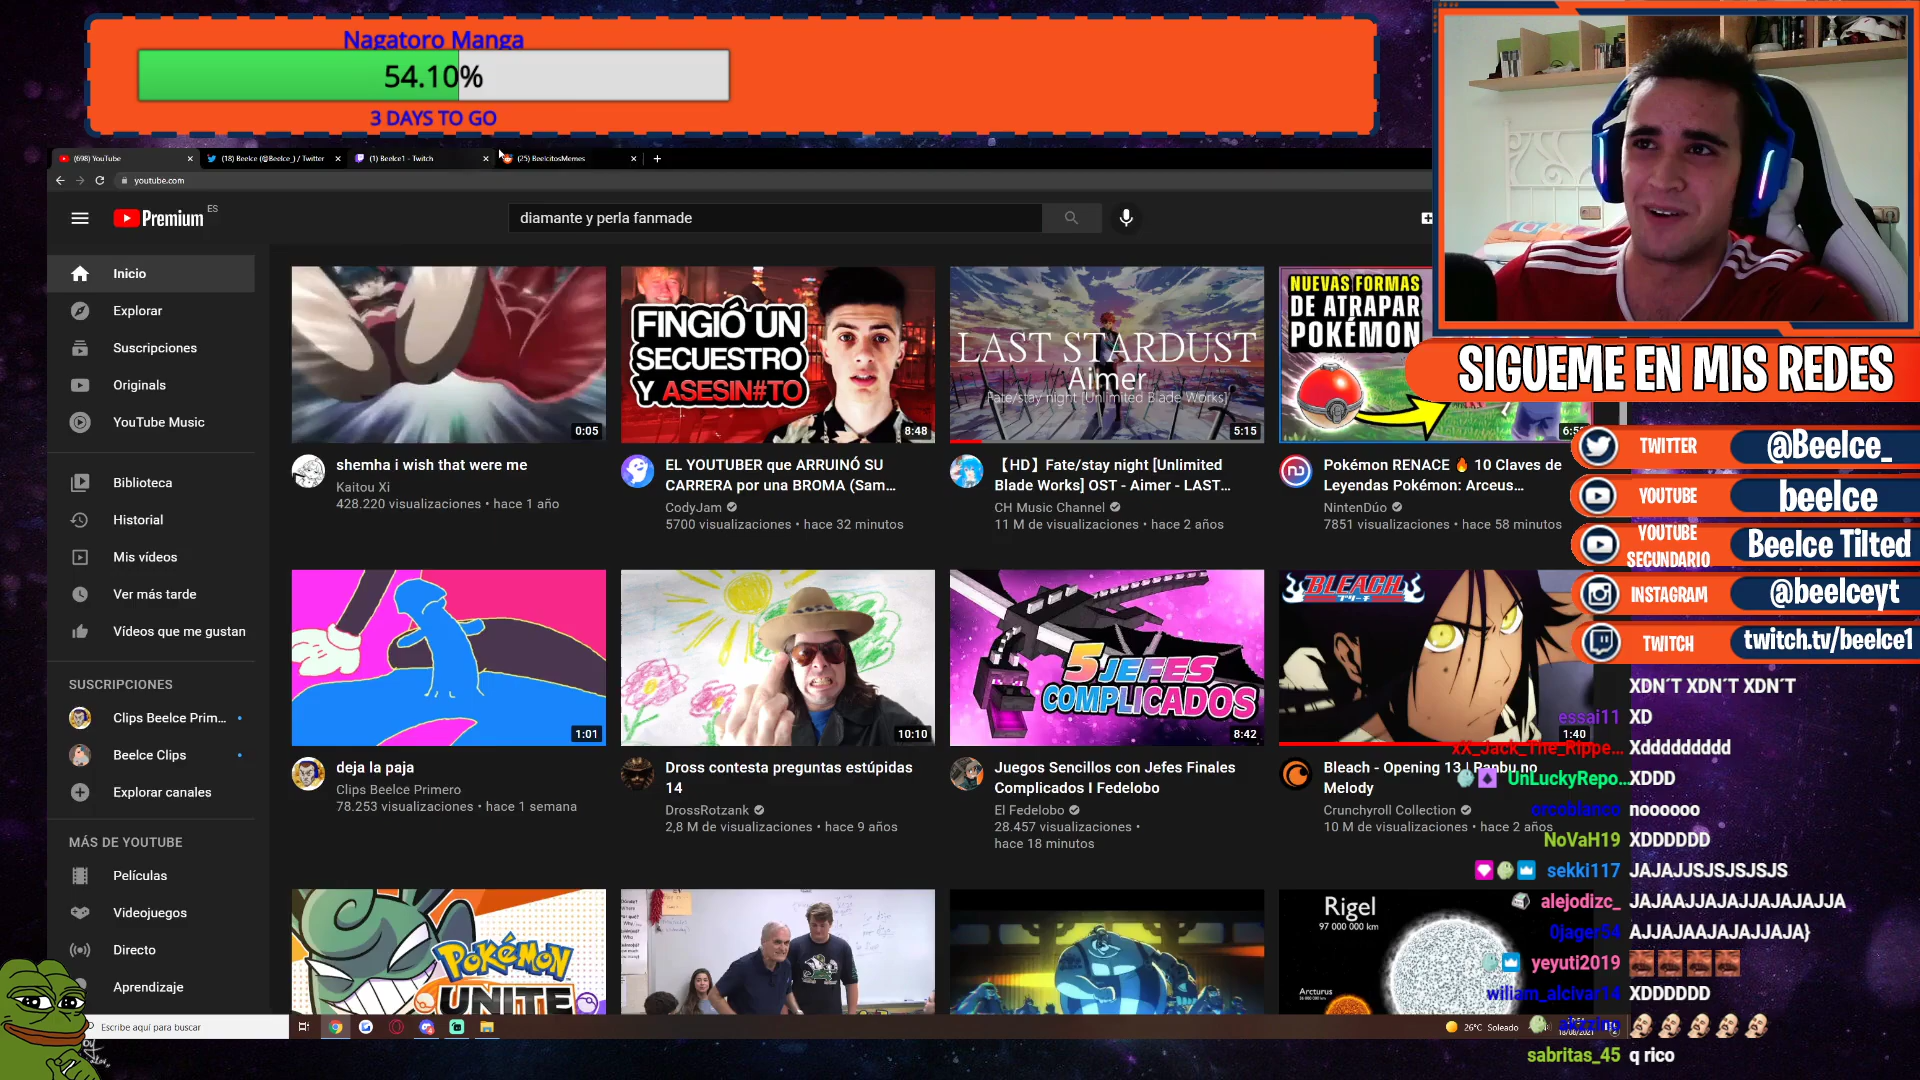 Nagatoro Manga
54.10%
3 DAYS TO GO
(698) YouTube
(18) Beelce (@Beelce_) / Twitter
(1) Beelce1 - Twitch
(25) BeelcitosMemes
youtube.com
Premium ES
diamante y perla fanmade
Inicio
Explorar
Suscripciones
Originals
YouTube Music
Biblioteca
Historial
Mis vídeos
Ver más tarde
Vídeos que me gustan
SUSCRIPCIONES
Clips Beelce Prim...
Beelce Clips
Explorar canales
MÁS DE YOUTUBE
Películas
Videojuegos
Directo
Aprendizaje
0:05
shemha i wish that were me
Kaitou Xi
428.220 visualizaciones • hace 1 año
FINGIÓ UN
SECUESTRO
Y ASESIN#TO
8:48
EL YOUTUBER que ARRUINÓ SU
CARRERA por una BROMA (Sam...
CodyJam
5700 visualizaciones • hace 32 minutos
LAST STARDUST
Aimer
Fate/stay night [Unlimited Blade Works]
5:15
【HD】Fate/stay night [Unlimited
Blade Works] OST - Aimer - LAST...
CH Music Channel
11 M de visualizaciones • hace 2 años
NUEVAS FORMAS
DE ATRAPAR
POKÉMON
Pokémon RENACE 🔥 10 Claves de
Leyendas Pokémon: Arceus...
NintenDúo
7851 visualizaciones • hace 58 minutos
1:01
deja la paja
Clips Beelce Primero
78.253 visualizaciones • hace 1 semana
10:10
Dross contesta preguntas estúpidas
14
DrossRotzank
2,8 M de visualizaciones • hace 9 años
5 JEFES
COMPLICADOS
8:42
Juegos Sencillos con Jefes Finales
Complicados I Fedelobo
El Fedelobo
28.457 visualizaciones •
hace 18 minutos
BLEACH
ブリーチ
1:40
Bleach - Opening 13 | Ranbu no
Melody
Crunchyroll Collection
10 M de visualizaciones • hace 2 años
Pokémon
UNITE
Rigel
97 000 000 km
Arcturus
Escribe aquí para buscar
26°C Soleado
18/08/2021
SIGUEME EN MIS REDES
TWITTER @Beelce_
YOUTUBE beelce
YOUTUBE
SECUNDARIO Beelce Tilted
INSTAGRAM @beelceyt
TWITCH twitch.tv/beelce1
XDN´T XDN´T XDN´T
essai11 XD
xX_Jack_The_Rippe... Xddddddddd
UnLuckyRepo... XDDD
orcoblanco noooooo
NoVaH19 XDDDDDD
sekki117 JAJAJJSJSJSJSJS
alejodizc_ JAJAAJJAJAJJAJAJAJJA
0jager54 AJJAJAAJAJAJJAJA}
yeyuti2019
wiliam_alcivar14 XDDDDDD
sabritas_45 q rico